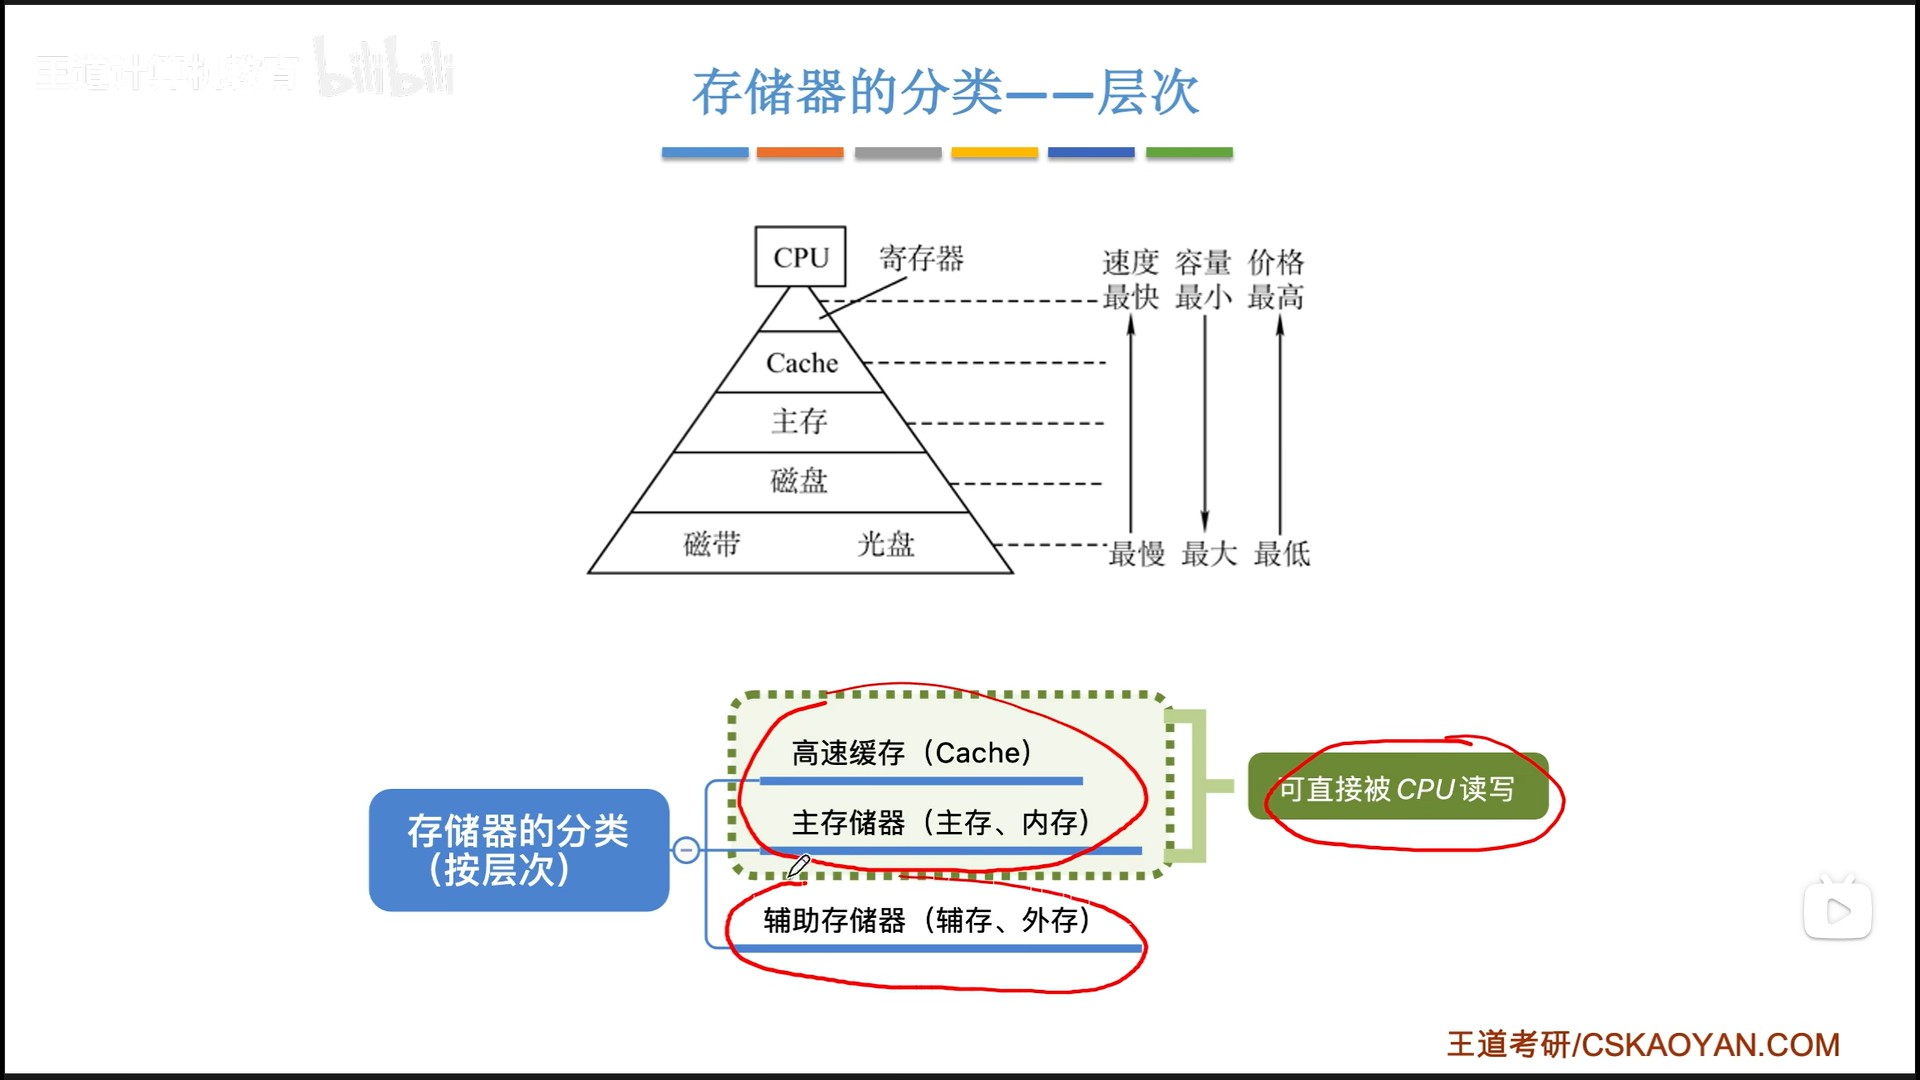 王道计算机教育 bilibili
存储器的分类——层次
CPU
寄存器
速度 容量 价格
最快 最小 最高
Cache
主存
磁盘
磁带 光盘
最慢 最大 最低
高速缓存（Cache）
主存储器（主存、内存）
辅助存储器（辅存、外存）
存储器的分类
（按层次）
可直接被 CPU 读写
王道考研/CSKAOYAN.COM